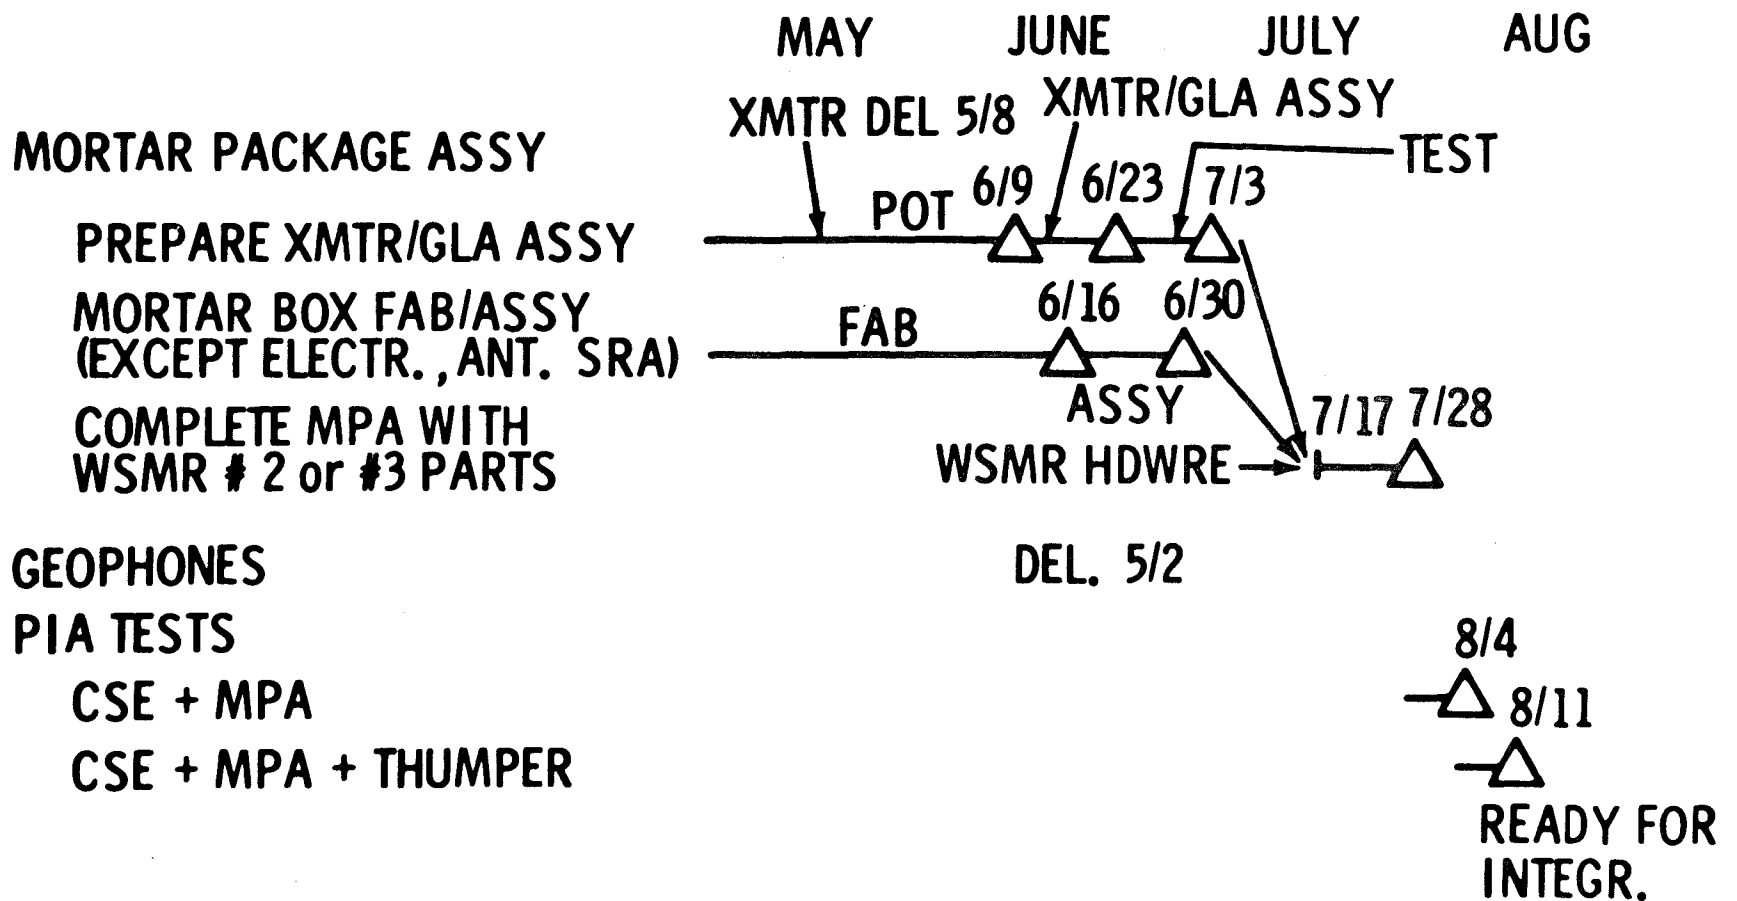 MAY JUNE JULY AUG
XMTR DEL 5/8 XMTR/GLA ASSY
MORTAR PACKAGE ASSY TEST
6/9 6/23 7/3
POT
PREPARE XMTR/GLA ASSY
MORTAR BOX FAB/ASSY 6/16 6/30
FAB
(EXCEPT ELECTR., ANT. SRA)
ASSY
COMPLETE MPA WITH 7/17 7/28
WSMR # 2 or #3 PARTS WSMR HDWRE
GEOPHONES DEL. 5/2
PIA TESTS 8/4
CSE + MPA 8/11
CSE + MPA + THUMPER
READY FOR
INTEGR.